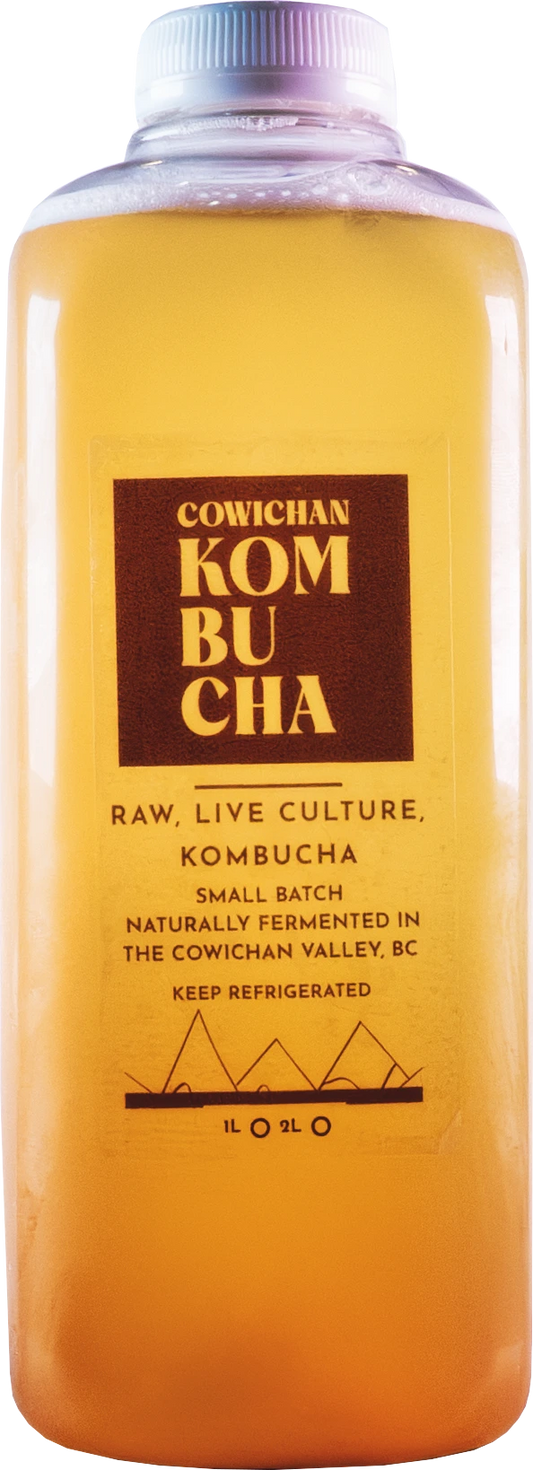 COWICHAN
KOM
BU
CHA
RAW, LIVE CULTURE,
KOMBUCHA
SMALL BATCH
NATURALLY FERMENTED IN
THE COWICHAN VALLEY, BC
KEEP REFRIGERATED
1L 2L